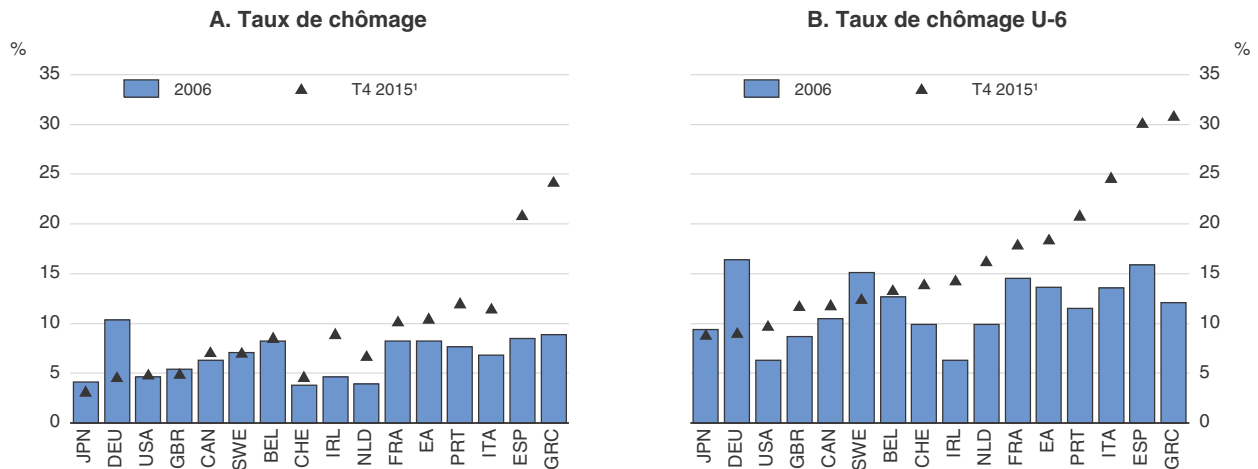 A. Taux de chômage
%
35
30
25
20
15
10
5
0
2006
T4 2015¹
JPN
DEU
USA
GBR
CAN
SWE
BEL
CHE
IRL
NLD
FRA
EA
PRT
ITA
ESP
GRC
B. Taux de chômage U-6
%
35
30
25
20
15
10
5
0
2006
T4 2015¹
JPN
DEU
USA
GBR
CAN
SWE
BEL
CHE
IRL
NLD
FRA
EA
PRT
ITA
ESP
GRC